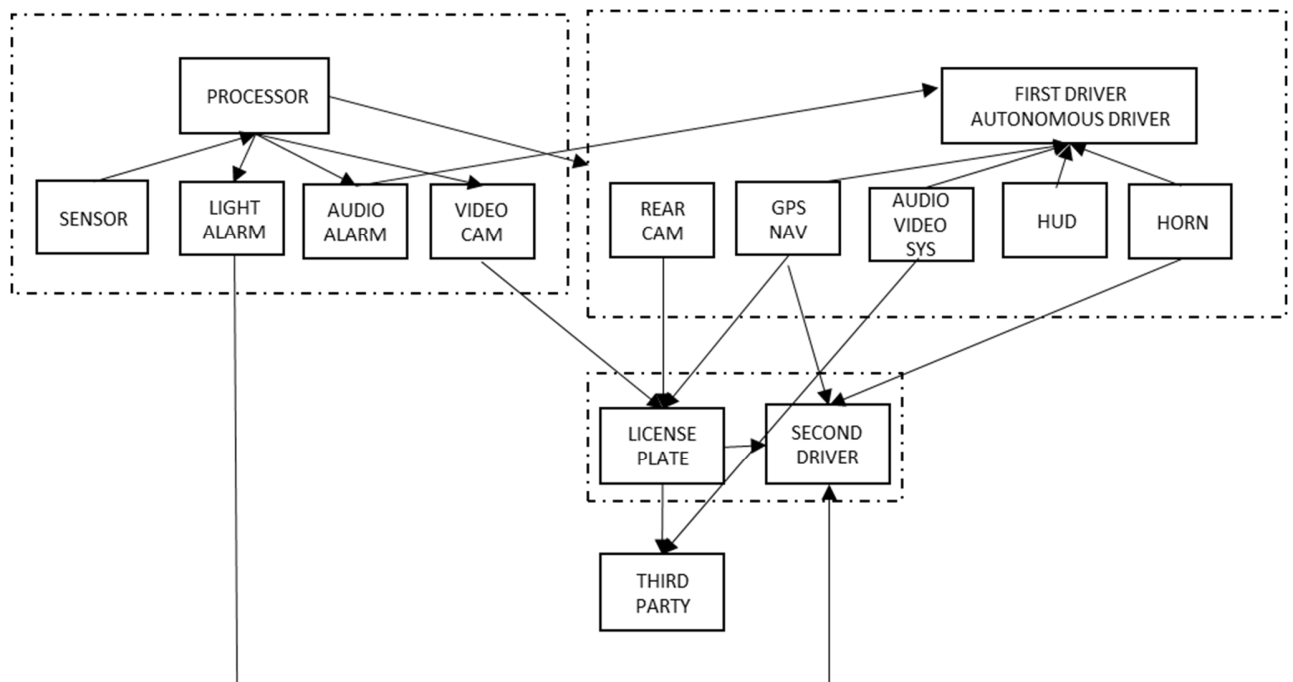 PROCESSOR
FIRST DRIVER
AUTONOMOUS DRIVER
SENSOR
LIGHT
ALARM
AUDIO
ALARM
VIDEO
CAM
REAR
CAM
GPS
NAV
AUDIO
VIDEO
SYS
HUD
HORN
LICENSE
PLATE
SECOND
DRIVER
THIRD
PARTY